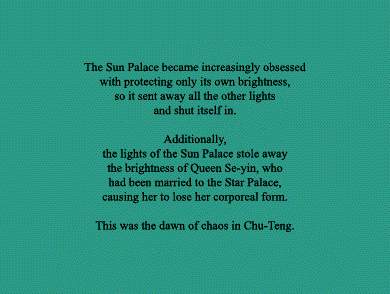 The Sun Palace became increasingly obsessed
with protecting only its own brightness,
so it sent away all the other lights
and shut itself in.
Additionally,
the lights of the Sun Palace stole away
the brightness of Queen Se-yin, who
had been married to the Star Palace,
causing her to lose her corporeal form.
This was the dawn of chaos in Chu-Teng.